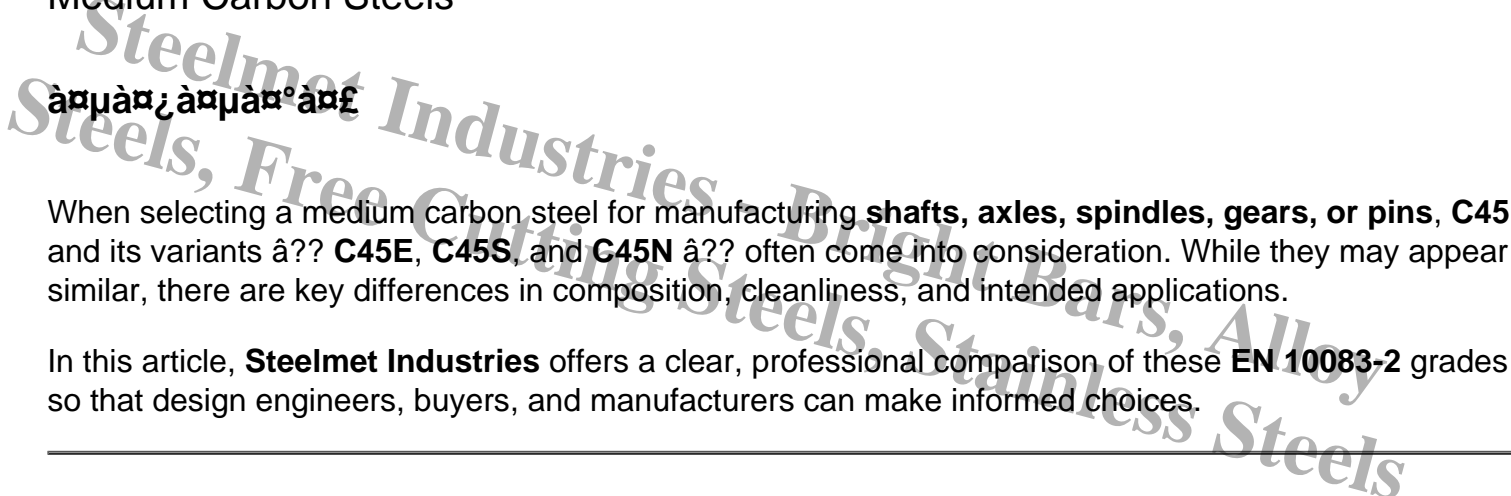 Medium Carbon Steels
विवरण
When selecting a medium carbon steel for manufacturing shafts, axles, spindles, gears, or pins, C45
and its variants â?? C45E, C45S, and C45N â?? often come into consideration. While they may appear
similar, there are key differences in composition, cleanliness, and intended applications.
In this article, Steelmet Industries offers a clear, professional comparison of these EN 10083-2 grades
so that design engineers, buyers, and manufacturers can make informed choices.
Steelmet Industries - Bright Bars, Alloy
Steels, Free Cutting Steels, Stainless Steels